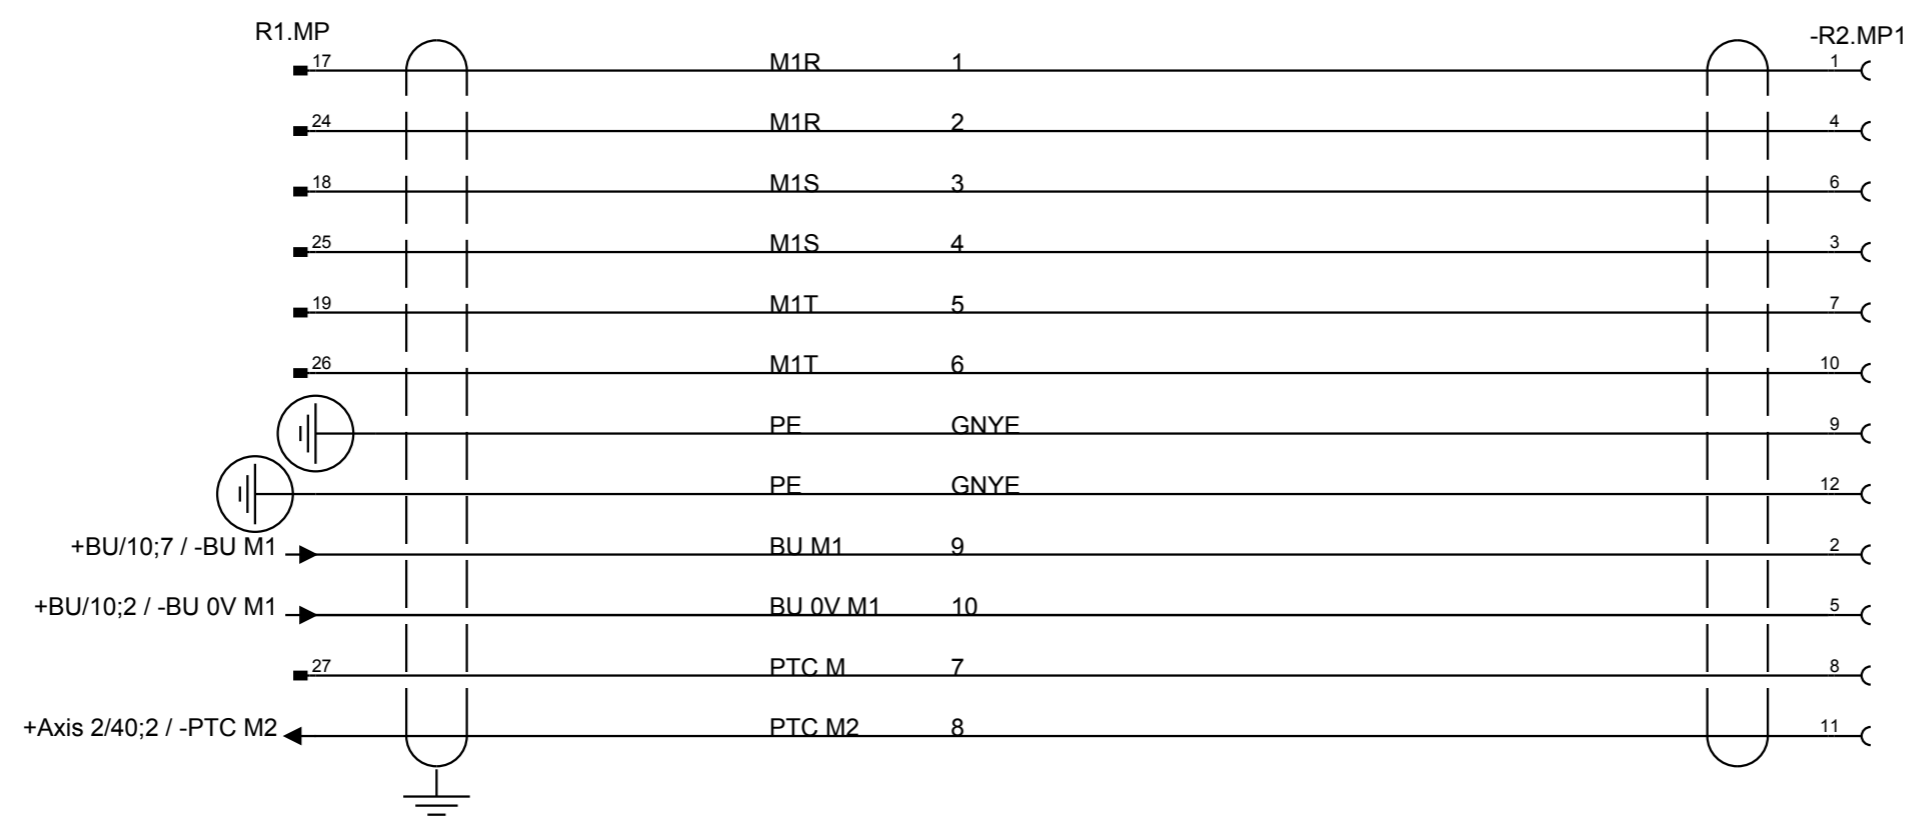 R1.MP -R2.MP1
17 M1R 1 1
24 M1R 2 4
18 M1S 3 6
25 M1S 4 3
19 M1T 5 7
26 M1T 6 10
PE GNYE 9
PE GNYE 12
+BU/10;7 / -BU M1 BU M1 9 2
+BU/10;2 / -BU 0V M1 BU 0V M1 10 5
27 PTC M 7 8
+Axis 2/40;2 / -PTC M2 PTC M2 8 11